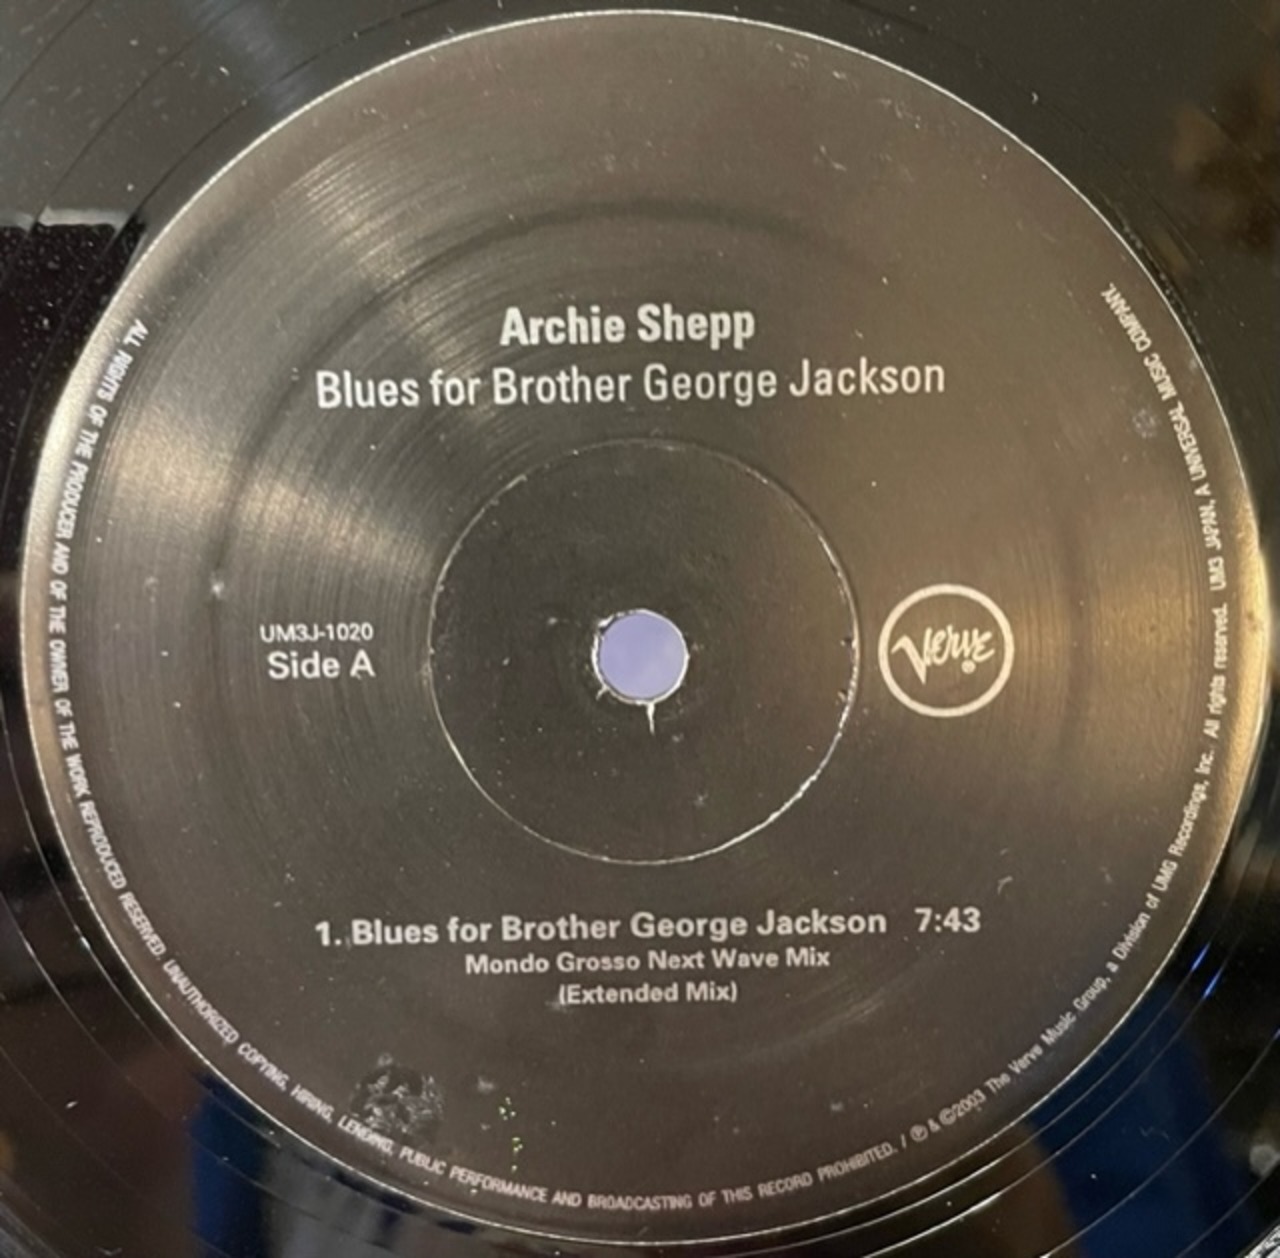 Archie Shepp
Blues for Brother George Jackson
UM3J-1020
Side A
Verve®
1. Blues for Brother George Jackson 7:43
Mondo Grosso Next Wave Mix
(Extended Mix)
ALL RIGHTS OF THE PRODUCER AND OF THE OWNER OF THE WORK REPRODUCED RESERVED. UNAUTHORIZED COPYING, HIRING, LENDING, PUBLIC PERFORMANCE AND BROADCASTING OF THIS RECORD PROHIBITED. / ℗ & ©2003 The Verve Music Group, a Division of UMG Recordings, Inc. All rights reserved. UM3 JAPAN, A UNIVERSAL MUSIC COMPANY.